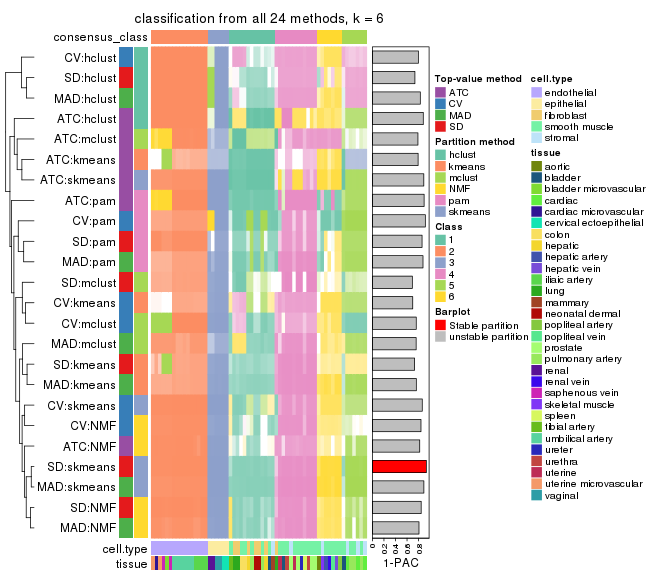 classification from all 24 methods, k = 6
consensus_class
CV:hclust
SD:hclust
MAD:hclust
ATC:hclust
ATC:mclust
ATC:kmeans
ATC:skmeans
ATC:pam
CV:pam
SD:pam
MAD:pam
SD:mclust
CV:kmeans
CV:mclust
MAD:mclust
SD:kmeans
MAD:kmeans
CV:skmeans
CV:NMF
ATC:NMF
SD:skmeans
MAD:skmeans
SD:NMF
MAD:NMF
cell.type
tissue
0 0.2 0.4 0.6 0.8
1-PAC
Top-value method
ATC
CV
MAD
SD
Partition method
hclust
kmeans
mclust
NMF
pam
skmeans
Class
1
2
3
4
5
6
Barplot
Stable partition
unstable partition
cell.type
endothelial
epithelial
fibroblast
smooth muscle
stromal
tissue
aortic
bladder
bladder microvascular
cardiac
cardiac microvascular
cervical ectoepithelial
colon
hepatic
hepatic artery
hepatic vein
iliaic artery
lung
mammary
neonatal dermal
popliteal artery
popliteal vein
prostate
pulmonary artery
renal
renal vein
saphenous vein
skeletal muscle
spleen
tibial artery
umbilical artery
ureter
urethra
uterine
uterine microvascular
vaginal